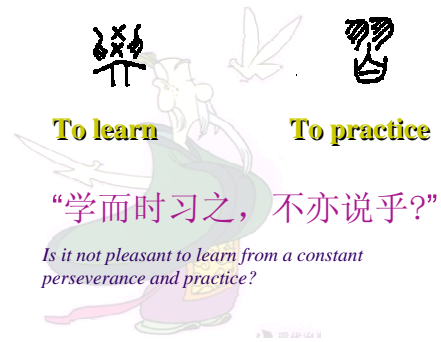 To learn To practice
“学而时习之，不亦说乎?”
Is it not pleasant to learn from a constant
perseverance and practice?